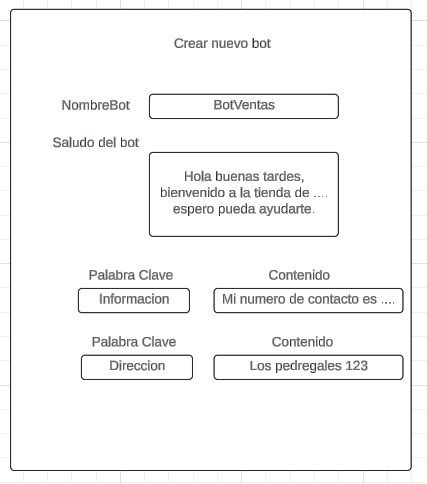 Crear nuevo bot
NombreBot
BotVentas
Saludo del bot
Hola buenas tardes,
bienvenido a la tienda de ....
espero pueda ayudarte.
Palabra Clave
Contenido
Informacion
Mi numero de contacto es ....
Palabra Clave
Contenido
Direccion
Los pedregales 123